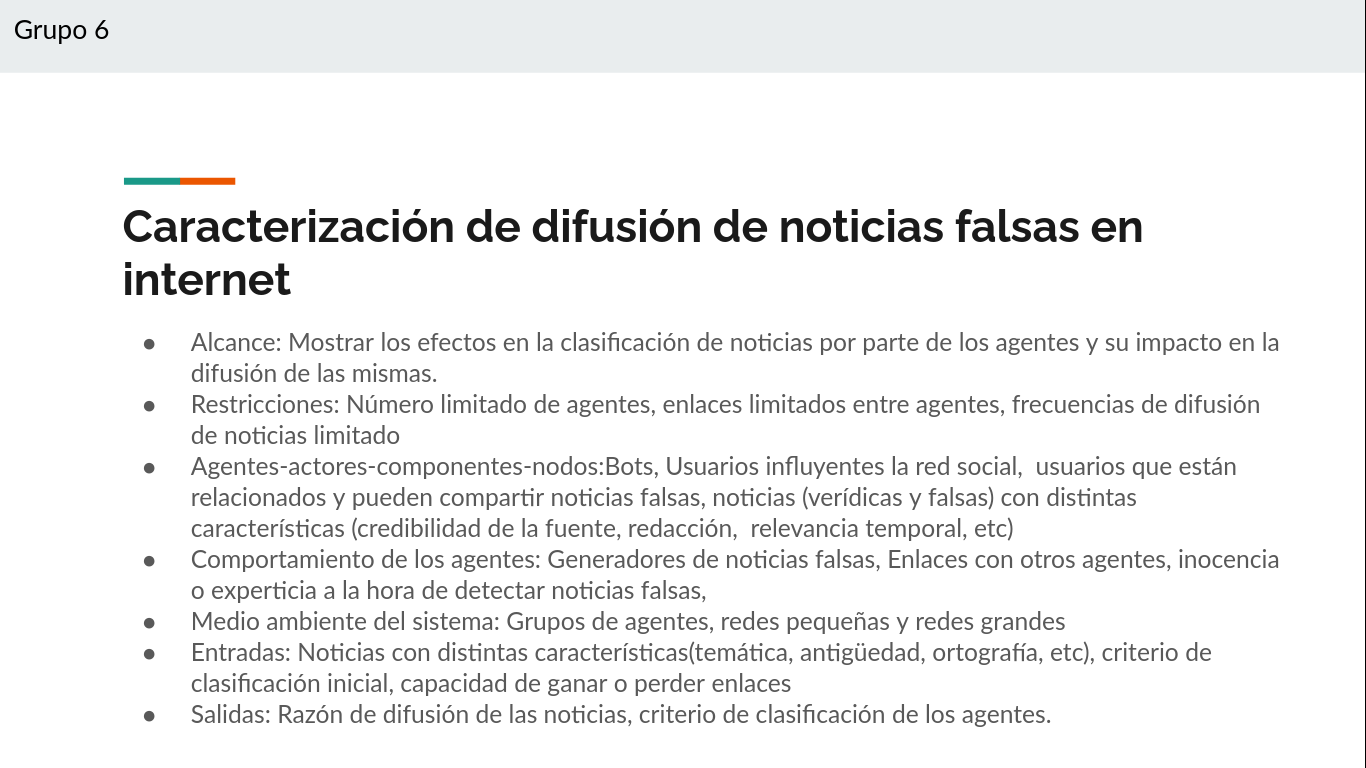 Grupo 6
Caracterización de difusión de noticias falsas en
internet
● Alcance: Mostrar los efectos en la clasificación de noticias por parte de los agentes y su impacto en la
difusión de las mismas.
● Restricciones: Número limitado de agentes, enlaces limitados entre agentes, frecuencias de difusión
de noticias limitado
● Agentes-actores-componentes-nodos:Bots, Usuarios influyentes la red social,  usuarios que están
relacionados y pueden compartir noticias falsas, noticias (verídicas y falsas) con distintas
características (credibilidad de la fuente, redacción,  relevancia temporal, etc)
● Comportamiento de los agentes: Generadores de noticias falsas, Enlaces con otros agentes, inocencia
o experticia a la hora de detectar noticias falsas,
● Medio ambiente del sistema: Grupos de agentes, redes pequeñas y redes grandes
● Entradas: Noticias con distintas características(temática, antigüedad, ortografía, etc), criterio de
clasificación inicial, capacidad de ganar o perder enlaces
● Salidas: Razón de difusión de las noticias, criterio de clasificación de los agentes.